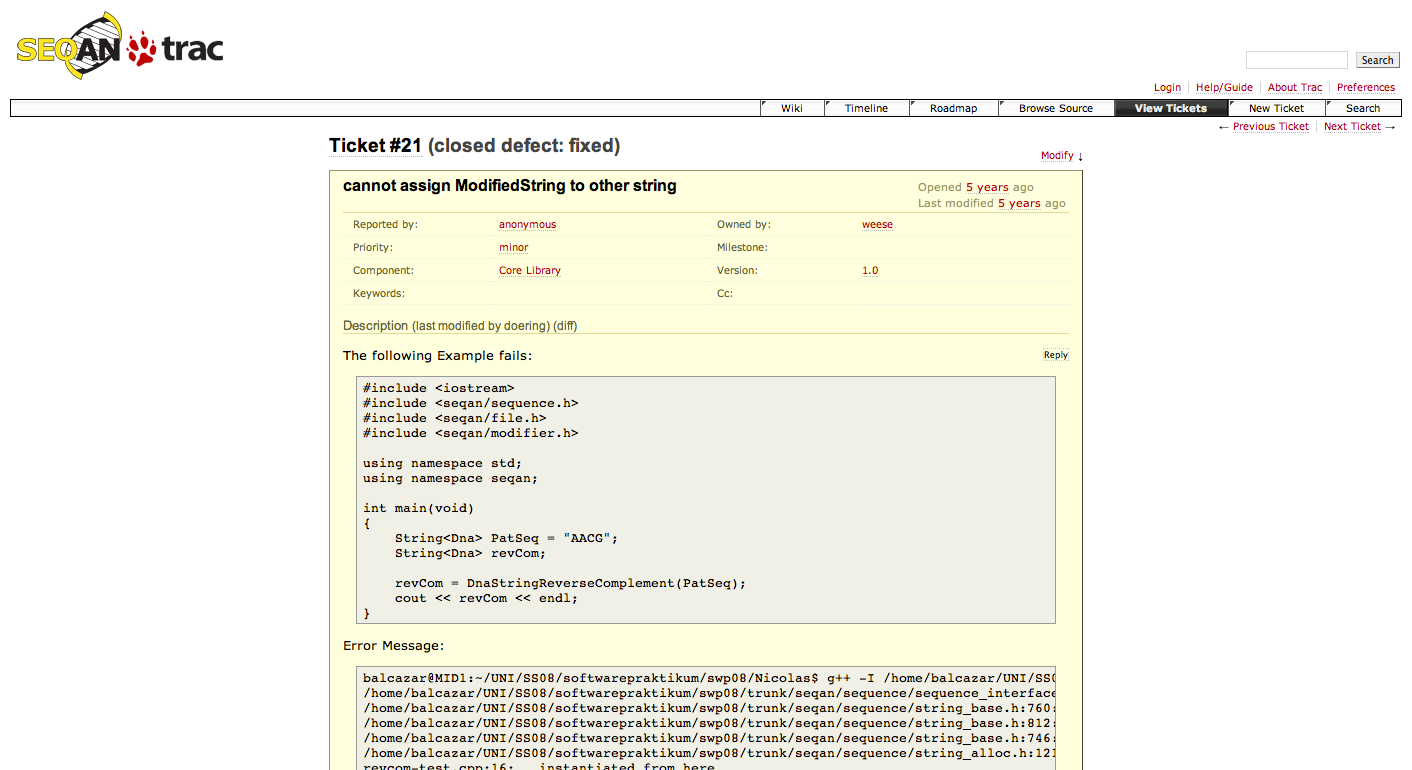 SEQAN trac
Search
Login Help/Guide About Trac Preferences
Wiki Timeline Roadmap Browse Source View Tickets New Ticket Search
← Previous Ticket Next Ticket →
Ticket #21 (closed defect: fixed)
Modify ↓
cannot assign ModifiedString to other string
Opened 5 years ago
Last modified 5 years ago
Reported by: anonymous Owned by: weese
Priority: minor Milestone:
Component: Core Library Version: 1.0
Keywords: Cc:
Description (last modified by doering) (diff)
The following Example fails:
Reply
#include <iostream>
#include <seqan/sequence.h>
#include <seqan/file.h>
#include <seqan/modifier.h>
using namespace std;
using namespace seqan;
int main(void)
{
String<Dna> PatSeq = "AACG";
String<Dna> revCom;
revCom = DnaStringReverseComplement(PatSeq);
cout << revCom << endl;
}
Error Message:
balcazar@MID1:~/UNI/SS08/softwarepraktikum/swp08/Nicolas$ g++ -I /home/balcazar/UNI/SS0
/home/balcazar/UNI/SS08/softwarepraktikum/swp08/trunk/seqan/sequence/sequence_interface
/home/balcazar/UNI/SS08/softwarepraktikum/swp08/trunk/seqan/sequence/string_base.h:760:
/home/balcazar/UNI/SS08/softwarepraktikum/swp08/trunk/seqan/sequence/string_base.h:812:
/home/balcazar/UNI/SS08/softwarepraktikum/swp08/trunk/seqan/sequence/string_base.h:746:
/home/balcazar/UNI/SS08/softwarepraktikum/swp08/trunk/seqan/sequence/string_alloc.h:121
revcom-test.cpp:16: instantiated from here